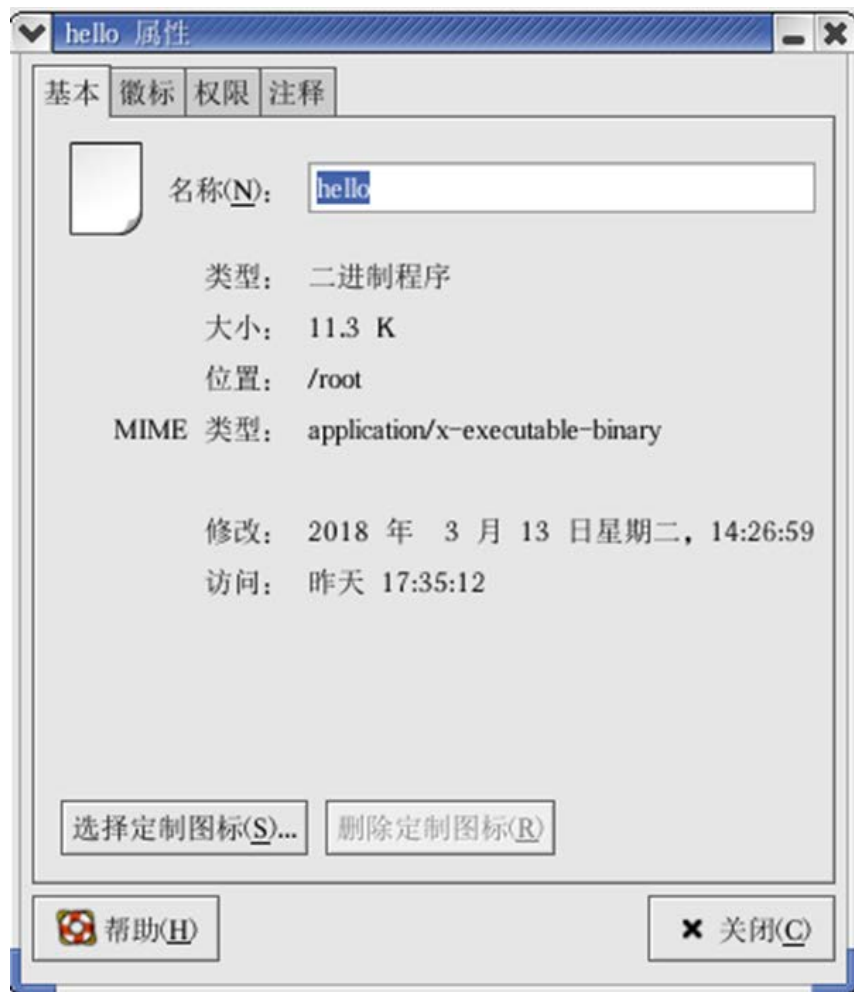 hello 属性
基本 徽标 权限 注释
名称(N): hello
类型: 二进制程序
大小: 11.3 K
位置: /root
MIME 类型: application/x-executable-binary
修改: 2018 年 3 月 13 日星期二, 14:26:59
访问: 昨天 17:35:12
选择定制图标(S)... 删除定制图标(R)
帮助(H) 关闭(C)